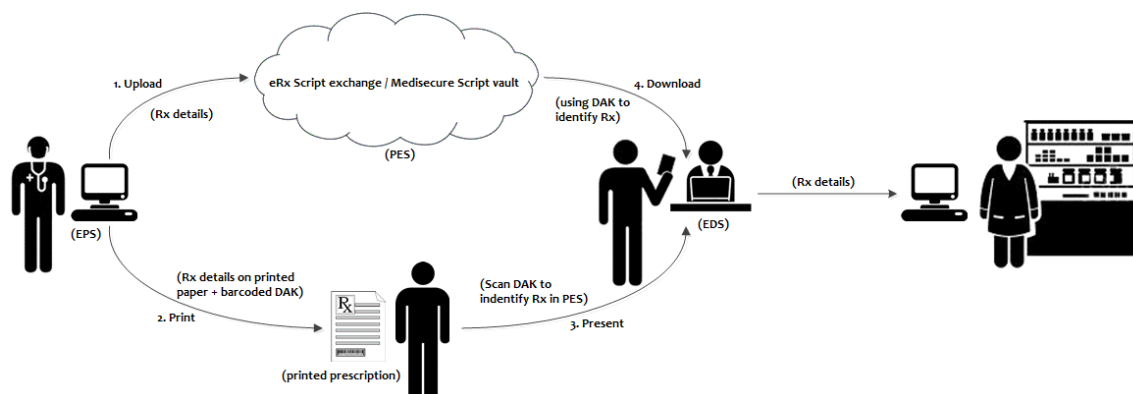 1. Upload
(Rx details)
eRx Script exchange / Medisecure Script vault
(PES)
4. Download
(using DAK to
identify Rx)
(EPS)
(EDS)
(Rx details)
(Rx details on printed
paper + barcoded DAK)
2. Print
Rx
(printed prescription)
(Scan DAK to
indentify Rx in PES)
3. Present